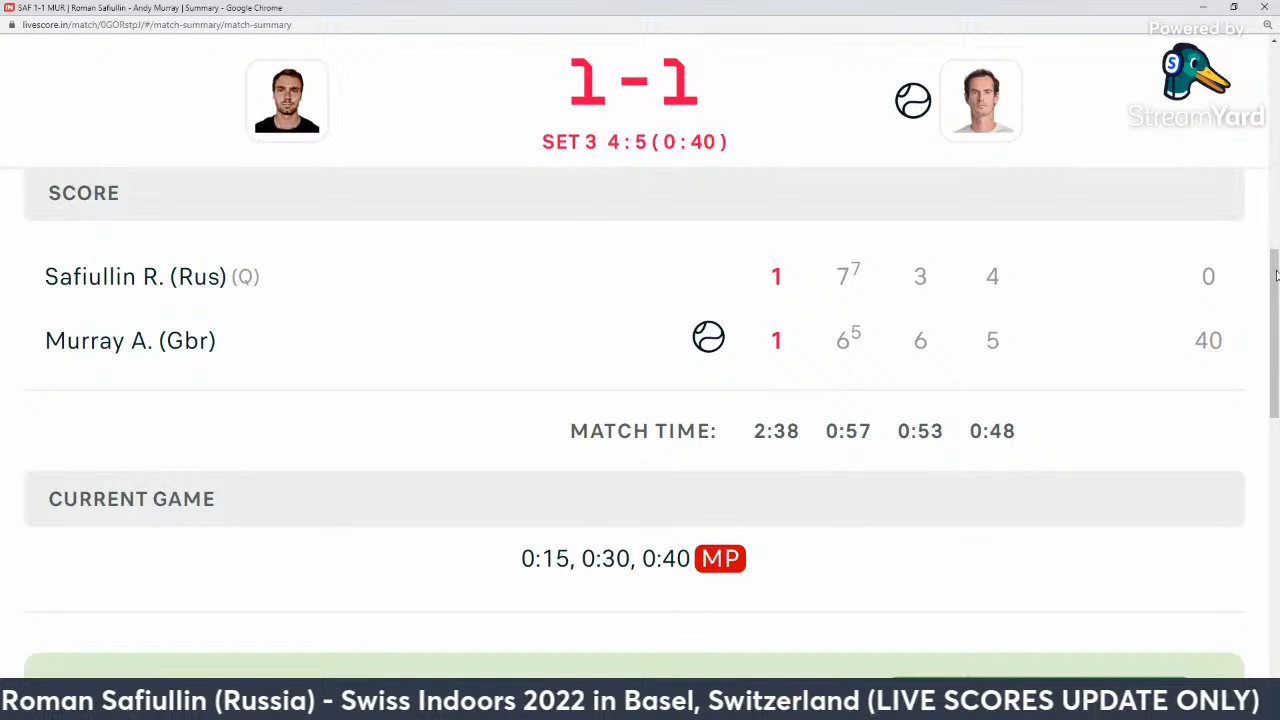 SAF 1-1 MUR | Roman Safiullin - Andy Murray | Summary - Google Chrome
livescore.in/match/0GORstpJ/#/match-summary/match-summary
Powered by
StreamYard
1 - 1
SET 3 4 : 5 ( 0 : 40 )
SCORE
Safiullin R. (Rus) (Q) 1 7 7 3 4 0
Murray A. (Gbr) 1 6 5 6 5 40
MATCH TIME: 2:38 0:57 0:53 0:48
CURRENT GAME
0:15, 0:30, 0:40 MP
Roman Safiullin (Russia) - Swiss Indoors 2022 in Basel, Switzerland (LIVE SCORES UPDATE ONLY)